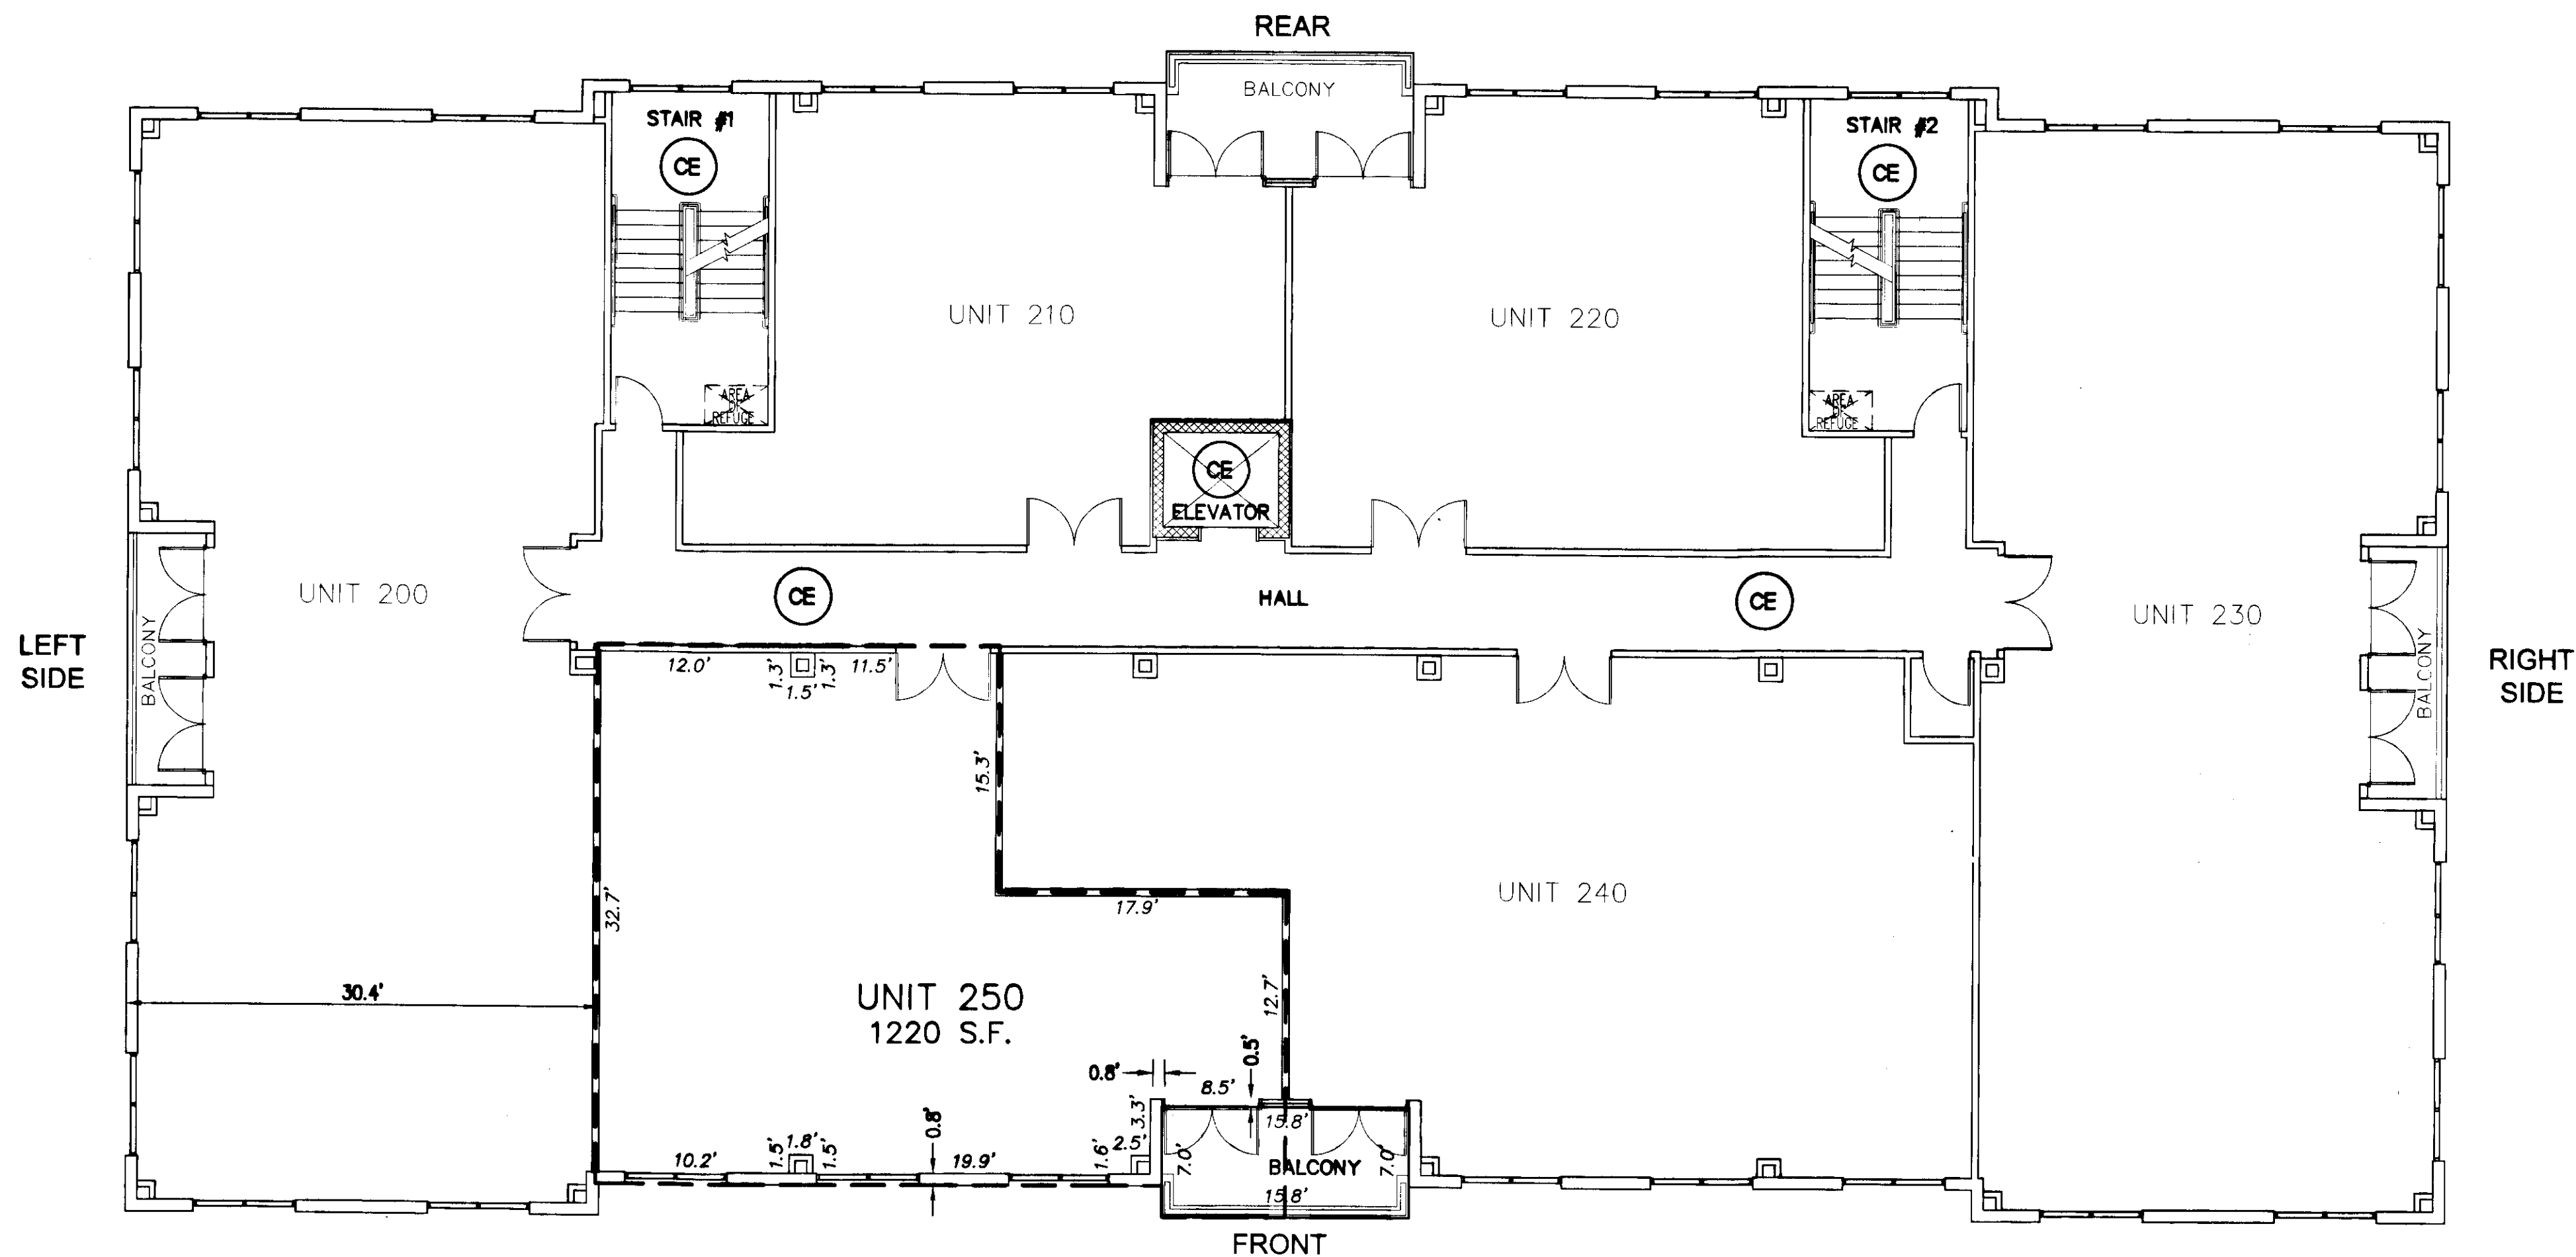 REAR
BALCONY
STAIR #1
CE
STAIR #2
CE
UNIT 210
UNIT 220
AREA
OF
REFUGE
AREA
OF
REFUGE
CE
ELEVATOR
UNIT 200
CE
HALL
CE
UNIT 230
LEFT
SIDE
BALCONY
BALCONY
RIGHT
SIDE
12.0'
1.3'
1.3'
11.5'
1.5'
15.3'
32.7'
17.9'
UNIT 240
30.4'
UNIT 250
1220 S.F.
12.7'
0.5'
0.8'
8.5'
3.3'
15.8'
0.8'
10.2'
1.5'
1.8'
1.5'
19.9'
1.6'
2.5'
7.0'
BALCONY
7.0'
15.8'
FRONT